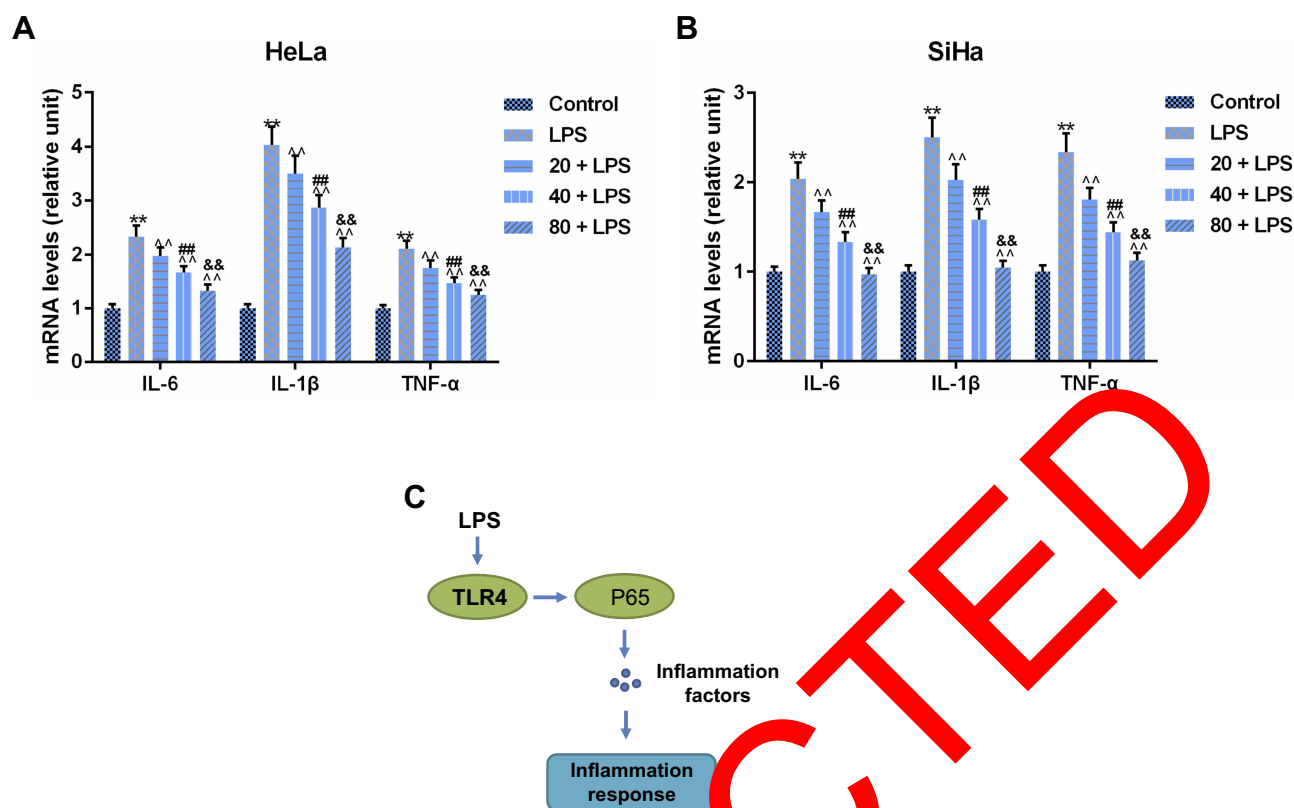 A
HeLa
mRNA levels (relative unit)
5
4
3
2
1
0
**
^^
##
^^
&&
^^
**
^^
##
^^
&&
^^
**
^^
##
^^
&&
^^
IL-6
IL-1β
TNF-α
Control
LPS
20 + LPS
40 + LPS
80 + LPS
B
SiHa
mRNA levels (relative unit)
3
2
1
0
**
^^
##
^^
&&
^^
**
^^
##
^^
&&
^^
**
^^
##
^^
&&
^^
IL-6
IL-1β
TNF-α
Control
LPS
20 + LPS
40 + LPS
80 + LPS
C
LPS
TLR4
P65
Inflammation
factors
Inflammation
response
CTED